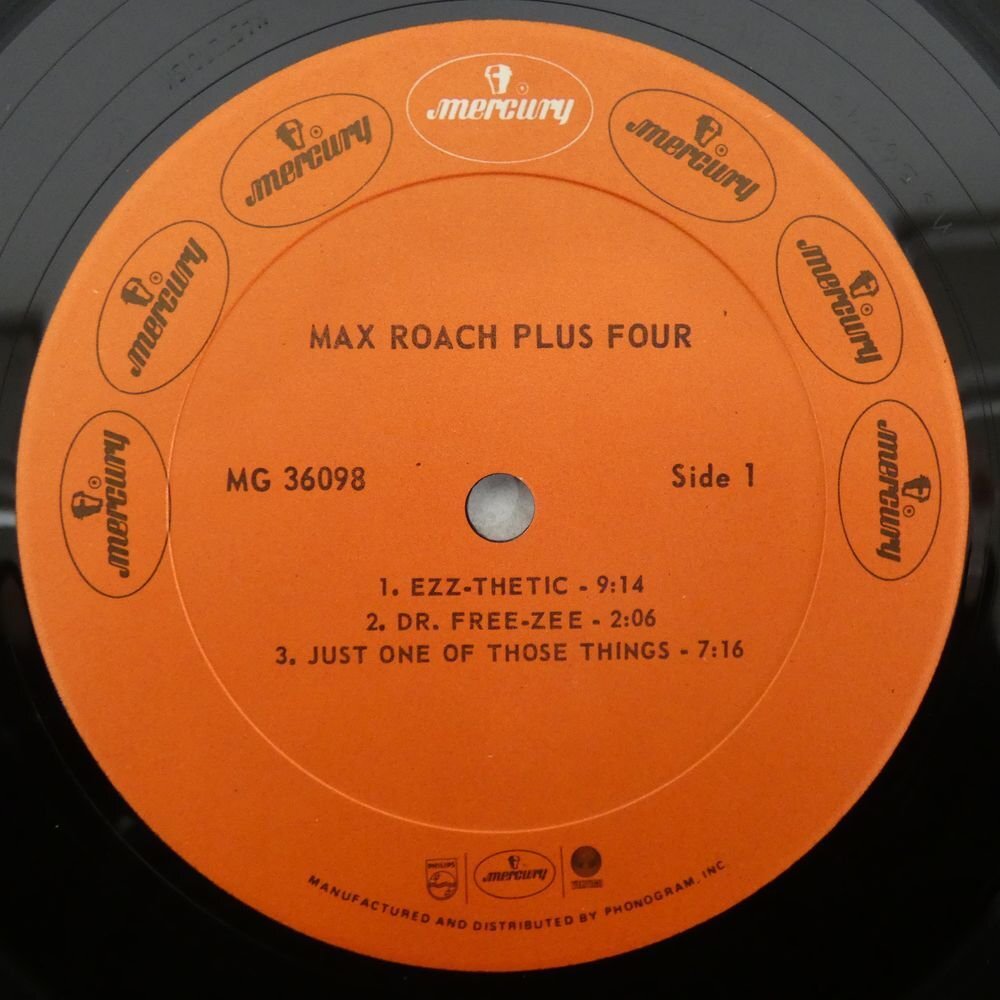 mercury
mercury
mercury
mercury
mercury
mercury
mercury
MAX ROACH PLUS FOUR
MG 36098
Side 1
1. EZZ-THETIC - 9:14
2. DR. FREE-ZEE - 2:06
3. JUST ONE OF THOSE THINGS - 7:16
PHILIPS
mercury
MANUFACTURED AND DISTRIBUTED BY PHONOGRAM, INC.